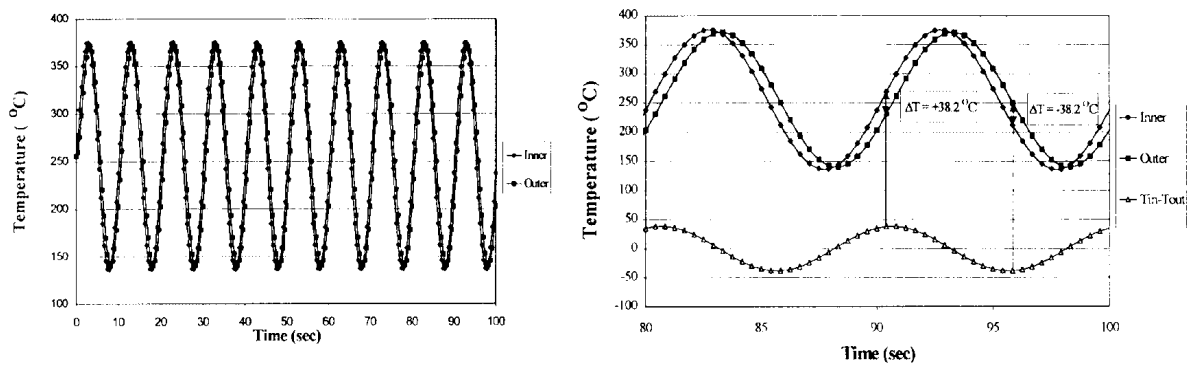 400
350
300
250
200
150
100
Temperature ( °C)
0 10 20 30 40 50 60 70 80 90 100
Time (sec)
Inner
Outer
400
350
300
250
200
150
100
50
0
-50
-100
Temperature ( °C)
ΔT = +38.2 °C
ΔT = -38.2 °C
80 85 90 95 100
Time (sec)
Inner
Outer
Tin-Tout